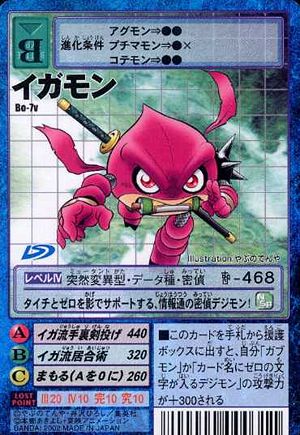 B
アグモン⇒●●
進化条件 プチマモン⇒●×
コテモン⇒●●
イガモン
Bo-7v
Illustration やぶのてんや
レベルIV 突然変異型・データ種・密偵 -468
タイチとゼロを影でサポートする、情報通の密偵デジモン!
A イガ流手裏剣投げ 440
B イガ流居合術 320
C まもる(Aを0に) 260
LOST POINT III20 IV10 完10 究10
BANDAI 2002 MADE IN JAPAN
■このカードを手札から援護
ボックスに出すと、自分「ガブ
モン」か「カード名にゼロの文
字が入るデジモン」の攻撃力
が+300される